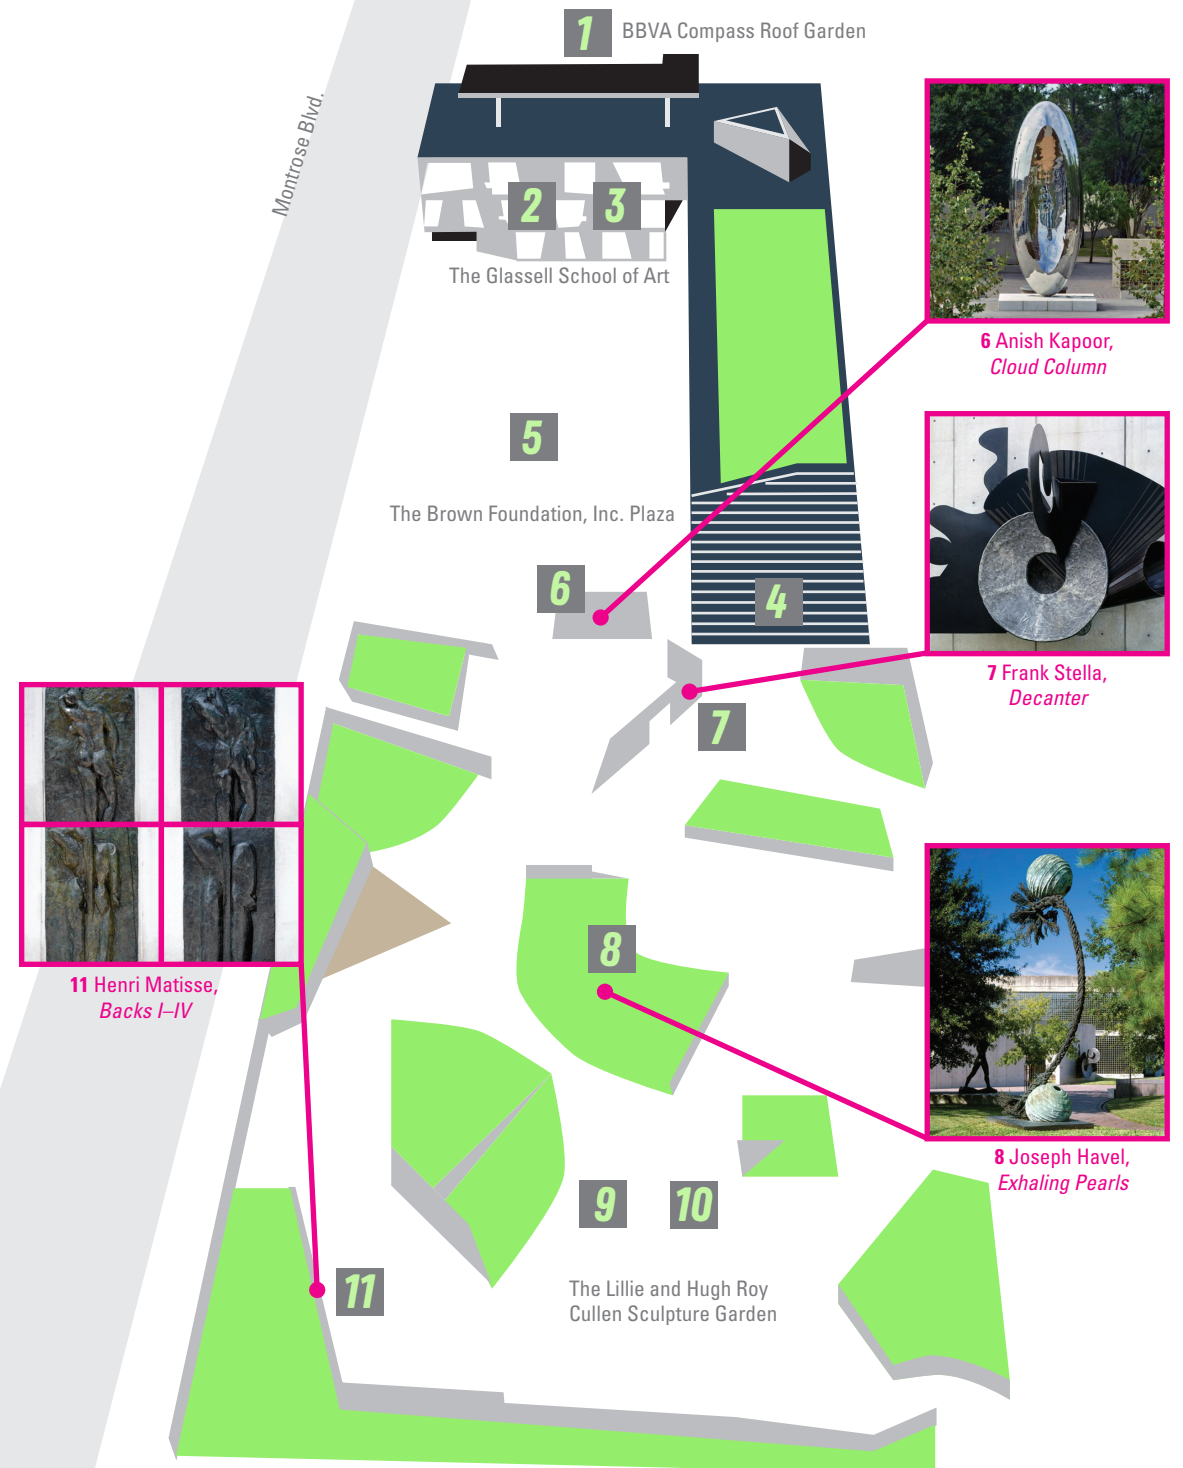 1 BBVA Compass Roof Garden
Montrose Blvd.
2 3
The Glassell School of Art
6 Anish Kapoor,
Cloud Column
5
The Brown Foundation, Inc. Plaza
6
4
7 Frank Stella,
Decanter
7
8
11 Henri Matisse,
Backs I–IV
8 Joseph Havel,
Exhaling Pearls
9 10
11
The Lillie and Hugh Roy
Cullen Sculpture Garden